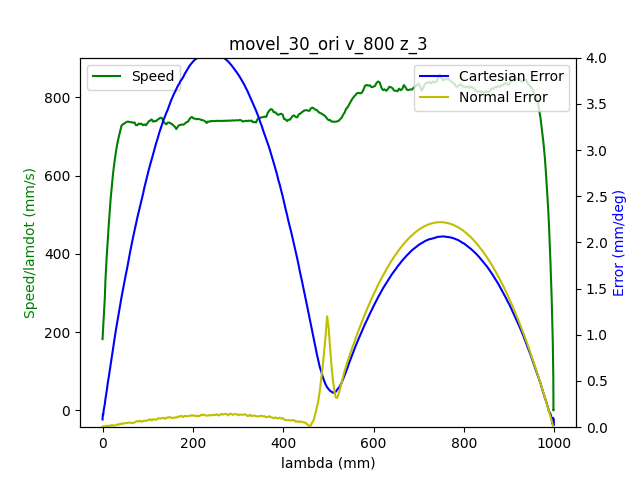 movel_30_ori v_800 z_3
Speed
Cartesian Error
Normal Error
Speed/lamdot (mm/s)
800
600
400
200
0
4.0
3.5
3.0
2.5
2.0
1.5
1.0
0.5
0.0
Error (mm/deg)
0 200 400 600 800 1000
lambda (mm)